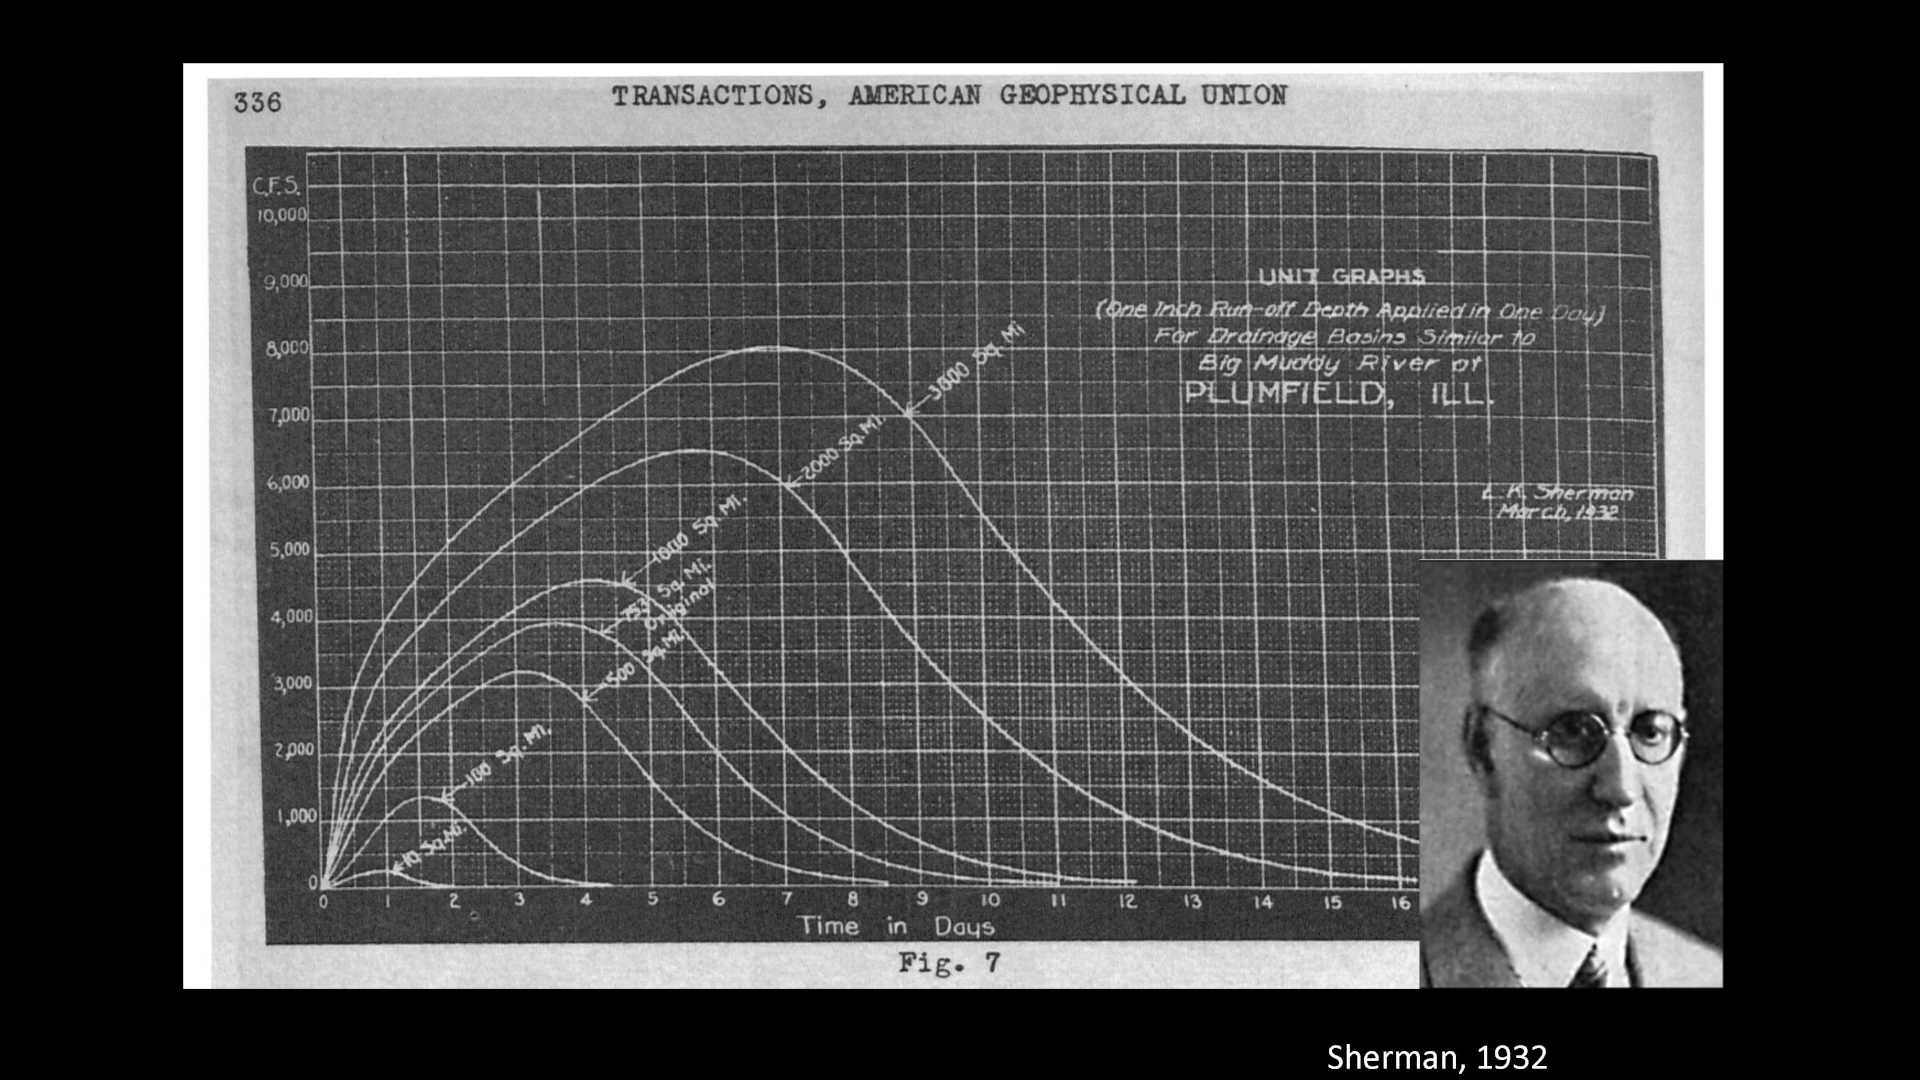 336
TRANSACTIONS, AMERICAN GEOPHYSICAL UNION
C.F.S.
10,000
9,000
8,000
7,000
6,000
5,000
4,000
3,000
2,000
1,000
0
UNIT GRAPHS
(One Inch Run-off Depth Applied in One Day)
For Drainage Basins Similar to
Big Muddy River at
PLUMFIELD, ILL.
L.K. Sherman
March, 1932
Sq. Mi
2000 Sq. Mi.
1000 Sq. Mi.
753 Sq. Mi.
Original
500 Sq. Mi.
100 Sq. Mi.
10 Sq. Mi.
0 1 2 3 4 5 6 7 8 9 10 11 12 13 14 15 16
Time in Days
Fig. 7
Sherman, 1932